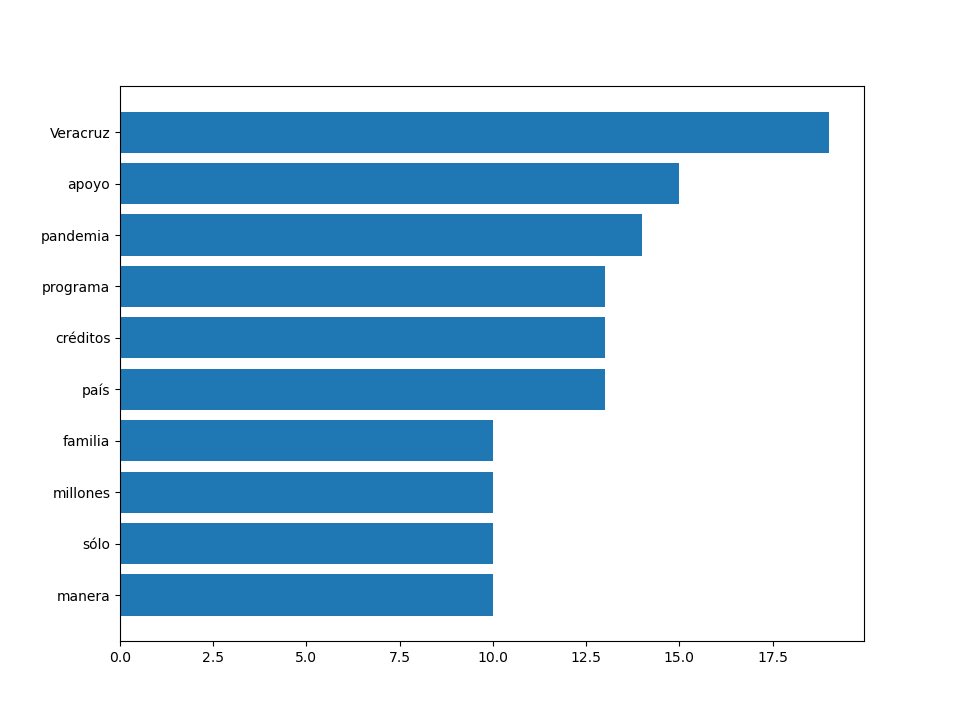 Veracruz
apoyo
pandemia
programa
créditos
país
familia
millones
sólo
manera
0.0 2.5 5.0 7.5 10.0 12.5 15.0 17.5